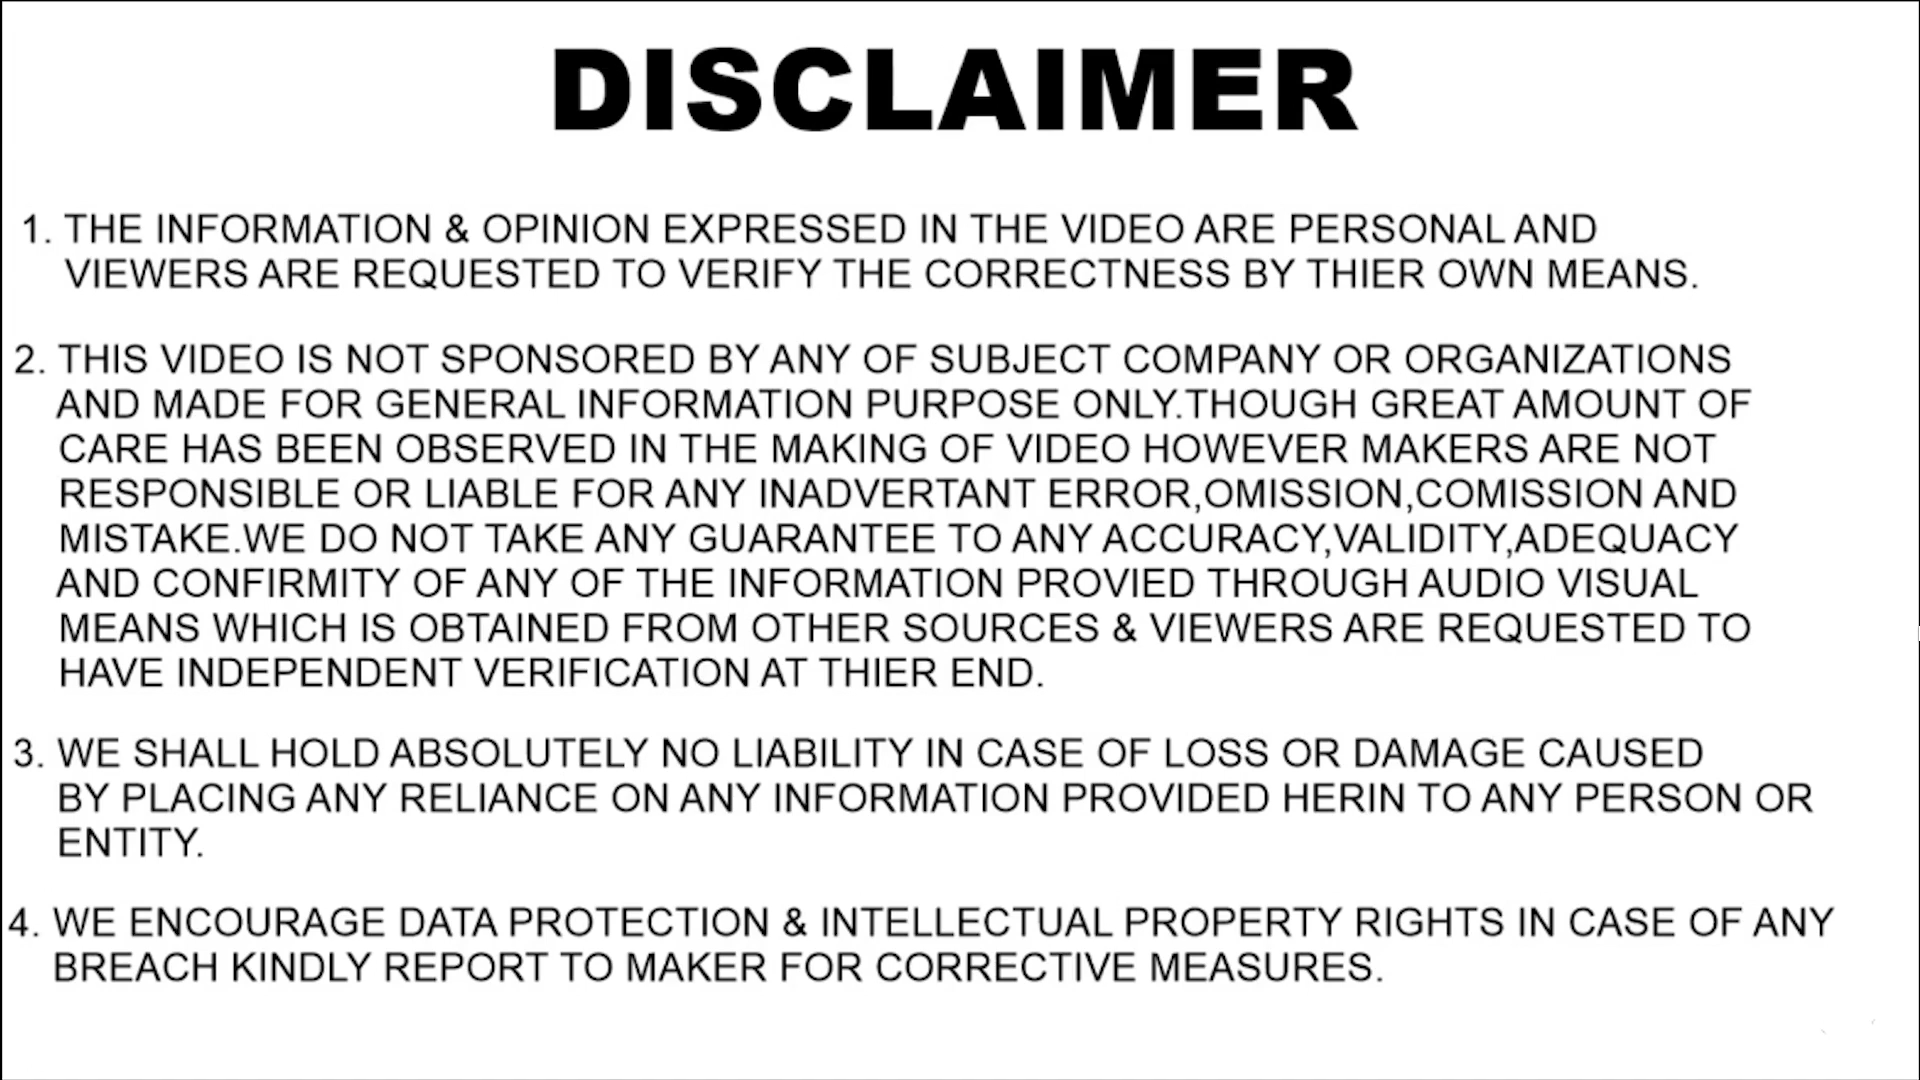 DISCLAIMER
1. THE INFORMATION & OPINION EXPRESSED IN THE VIDEO ARE PERSONAL AND
VIEWERS ARE REQUESTED TO VERIFY THE CORRECTNESS BY THIER OWN MEANS.
2. THIS VIDEO IS NOT SPONSORED BY ANY OF SUBJECT COMPANY OR ORGANIZATIONS
AND MADE FOR GENERAL INFORMATION PURPOSE ONLY.THOUGH GREAT AMOUNT OF
CARE HAS BEEN OBSERVED IN THE MAKING OF VIDEO HOWEVER MAKERS ARE NOT
RESPONSIBLE OR LIABLE FOR ANY INADVERTANT ERROR,OMISSION,COMISSION AND
MISTAKE.WE DO NOT TAKE ANY GUARANTEE TO ANY ACCURACY,VALIDITY,ADEQUACY
AND CONFIRMITY OF ANY OF THE INFORMATION PROVIED THROUGH AUDIO VISUAL
MEANS WHICH IS OBTAINED FROM OTHER SOURCES & VIEWERS ARE REQUESTED TO
HAVE INDEPENDENT VERIFICATION AT THIER END.
3. WE SHALL HOLD ABSOLUTELY NO LIABILITY IN CASE OF LOSS OR DAMAGE CAUSED
BY PLACING ANY RELIANCE ON ANY INFORMATION PROVIDED HERIN TO ANY PERSON OR
ENTITY.
4. WE ENCOURAGE DATA PROTECTION & INTELLECTUAL PROPERTY RIGHTS IN CASE OF ANY
BREACH KINDLY REPORT TO MAKER FOR CORRECTIVE MEASURES.